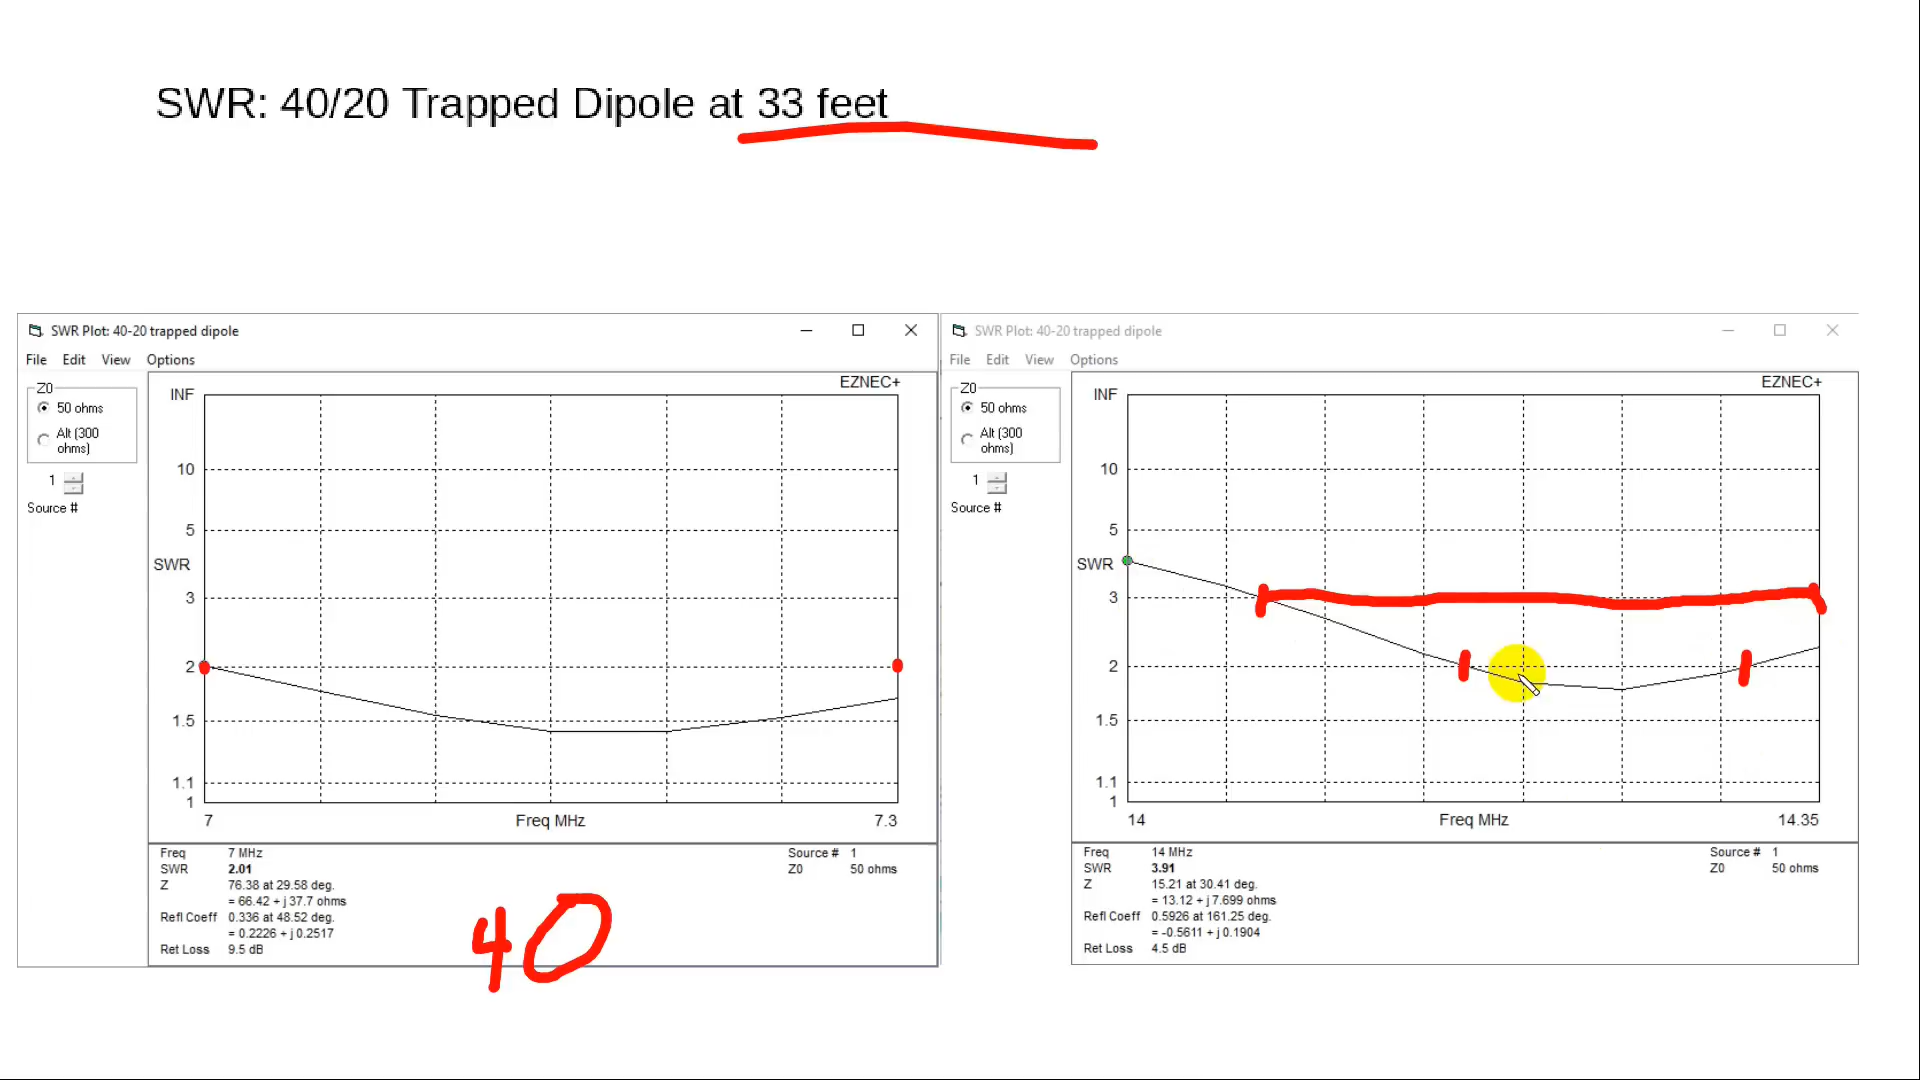 SWR: 40/20 Trapped Dipole at 33 feet
SWR Plot: 40-20 trapped dipole
File Edit View Options
Z0
50 ohms
Alt (300
ohms)
1
Source #
EZNEC+
INF
10
5
SWR
3
2
1.5
1.1
1
7 Freq MHz 7.3
Freq 7 MHz Source # 1
SWR 2.01 Z0 50 ohms
Z 76.38 at 29.58 deg.
= 66.42 + j 37.7 ohms
Refl Coeff 0.336 at 48.52 deg.
= 0.2226 + j 0.2517
Ret Loss 9.5 dB
40
SWR Plot: 40-20 trapped dipole
File Edit View Options
Z0
50 ohms
Alt (300
ohms)
1
Source #
EZNEC+
INF
10
5
SWR
3
2
1.5
1.1
1
14 Freq MHz 14.35
Freq 14 MHz Source # 1
SWR 3.91 Z0 50 ohms
Z 15.21 at 30.41 deg.
= 13.12 + j 7.699 ohms
Refl Coeff 0.5926 at 161.25 deg.
= -0.5611 + j 0.1904
Ret Loss 4.5 dB